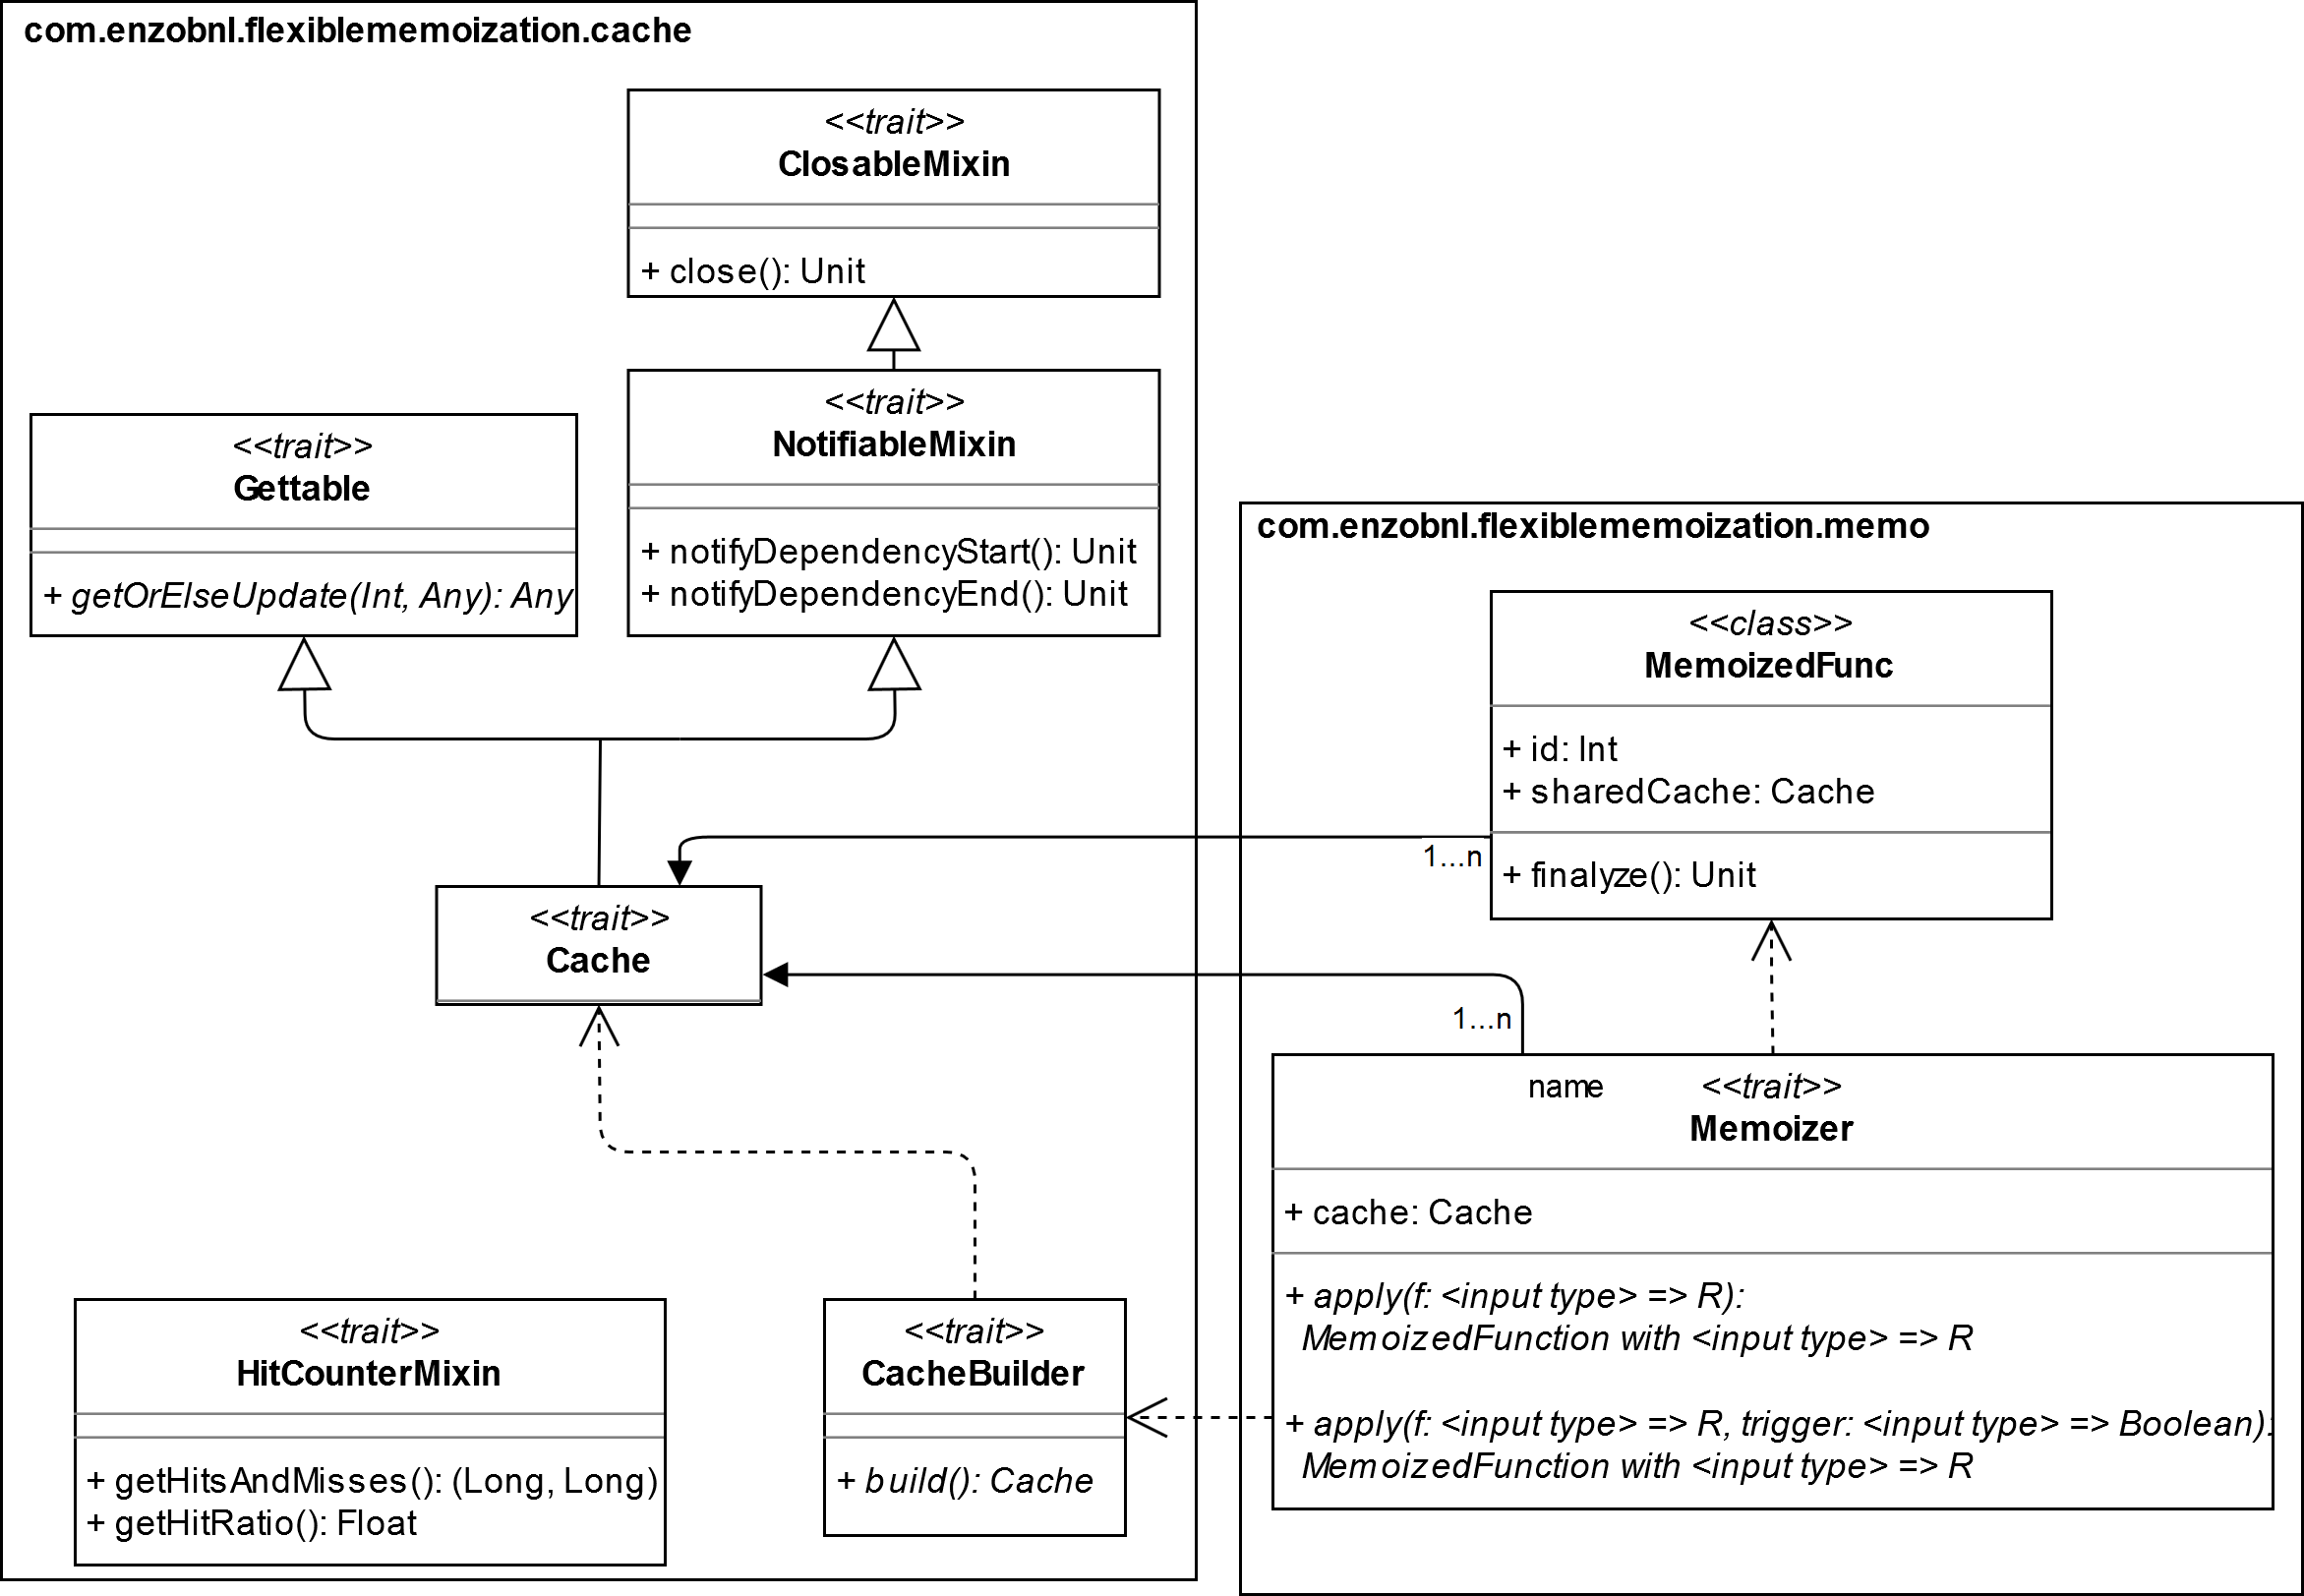 com.enzobnl.flexiblememoization.cache
<<trait>>
ClosableMixin
+ close(): Unit
<<trait>>
NotifiableMixin
+ notifyDependencyStart(): Unit
+ notifyDependencyEnd(): Unit
<<trait>>
Gettable
+ getOrElseUpdate(Int, Any): Any
<<trait>>
Cache
<<trait>>
HitCounterMixin
+ getHitsAndMisses(): (Long, Long)
+ getHitRatio(): Float
<<trait>>
CacheBuilder
+ build(): Cache
com.enzobnl.flexiblememoization.memo
<<class>>
MemoizedFunc
+ id: Int
+ sharedCache: Cache
+ finalyze(): Unit
1...n
1...n
name
<<trait>>
Memoizer
+ cache: Cache
+ apply(f: <input type> => R):
MemoizedFunction with <input type> => R
+ apply(f: <input type> => R, trigger: <input type> => Boolean):
MemoizedFunction with <input type> => R